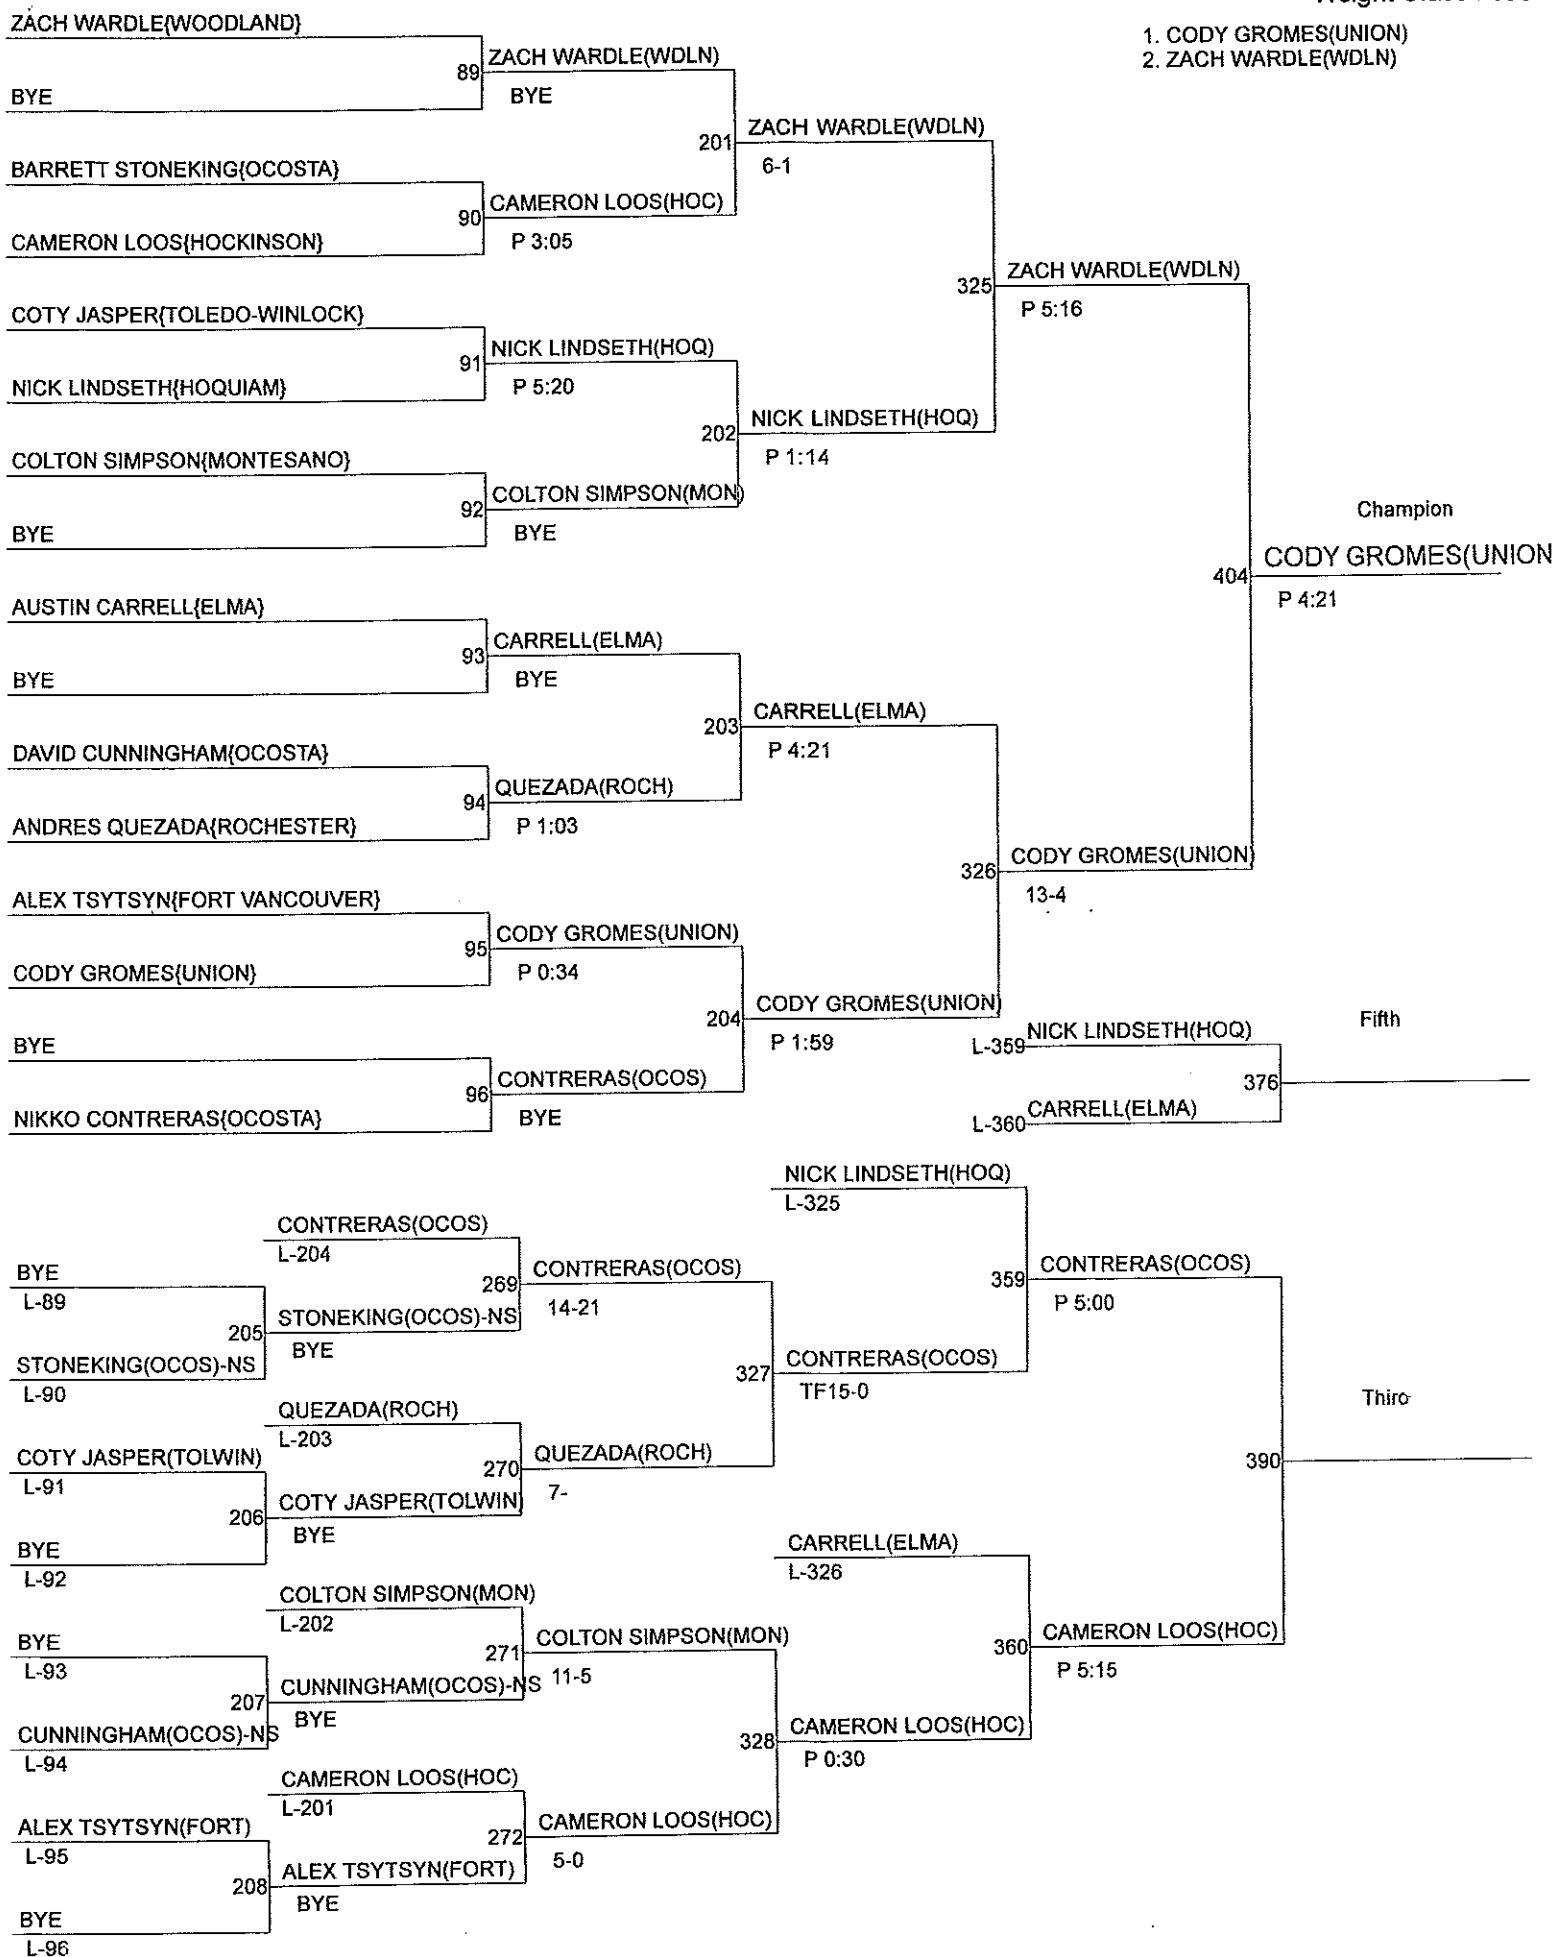 1. CODY GROMES(UNION)
2. ZACH WARDLE(WDLN)
ZACH WARDLE{WOODLAND}
89
ZACH WARDLE(WDLN)
BYE
BYE
201
ZACH WARDLE(WDLN)
6-1
BARRETT STONEKING{OCOSTA}
90
CAMERON LOOS(HOC)
P 3:05
CAMERON LOOS{HOCKINSON}
325
ZACH WARDLE(WDLN)
P 5:16
COTY JASPER{TOLEDO-WINLOCK}
91
NICK LINDSETH(HOQ)
P 5:20
NICK LINDSETH{HOQUIAM}
202
NICK LINDSETH(HOQ)
P 1:14
COLTON SIMPSON{MONTESANO}
92
COLTON SIMPSON(MON)
BYE
BYE
Champion
404
CODY GROMES(UNION
P 4:21
AUSTIN CARRELL{ELMA}
93
CARRELL(ELMA)
BYE
BYE
203
CARRELL(ELMA)
P 4:21
DAVID CUNNINGHAM{OCOSTA}
94
QUEZADA(ROCH)
P 1:03
ANDRES QUEZADA{ROCHESTER}
326
CODY GROMES(UNION)
13-4
ALEX TSYTSYN{FORT VANCOUVER}
95
CODY GROMES(UNION)
P 0:34
CODY GROMES{UNION}
204
CODY GROMES(UNION)
P 1:59
BYE
96
CONTRERAS(OCOS)
BYE
NIKKO CONTRERAS{OCOSTA}
Fifth
L-359
NICK LINDSETH(HOQ)
376
L-360
CARRELL(ELMA)
NICK LINDSETH(HOQ)
L-325
CONTRERAS(OCOS)
L-204
269
CONTRERAS(OCOS)
14-21
BYE
L-89
205
STONEKING(OCOS)-NS
BYE
STONEKING(OCOS)-NS
L-90
359
CONTRERAS(OCOS)
P 5:00
327
CONTRERAS(OCOS)
TF15-0
QUEZADA(ROCH)
L-203
270
QUEZADA(ROCH)
7-
COTY JASPER(TOLWIN)
L-91
206
COTY JASPER(TOLWIN)
BYE
BYE
L-92
Thiro
390
CARRELL(ELMA)
L-326
COLTON SIMPSON(MON)
L-202
271
COLTON SIMPSON(MON)
11-5
BYE
L-93
207
CUNNINGHAM(OCOS)-NS
BYE
CUNNINGHAM(OCOS)-NS
L-94
360
CAMERON LOOS(HOC)
P 5:15
328
CAMERON LOOS(HOC)
P 0:30
CAMERON LOOS(HOC)
L-201
272
CAMERON LOOS(HOC)
5-0
ALEX TSYTSYN(FORT)
L-95
208
ALEX TSYTSYN(FORT)
BYE
BYE
L-96